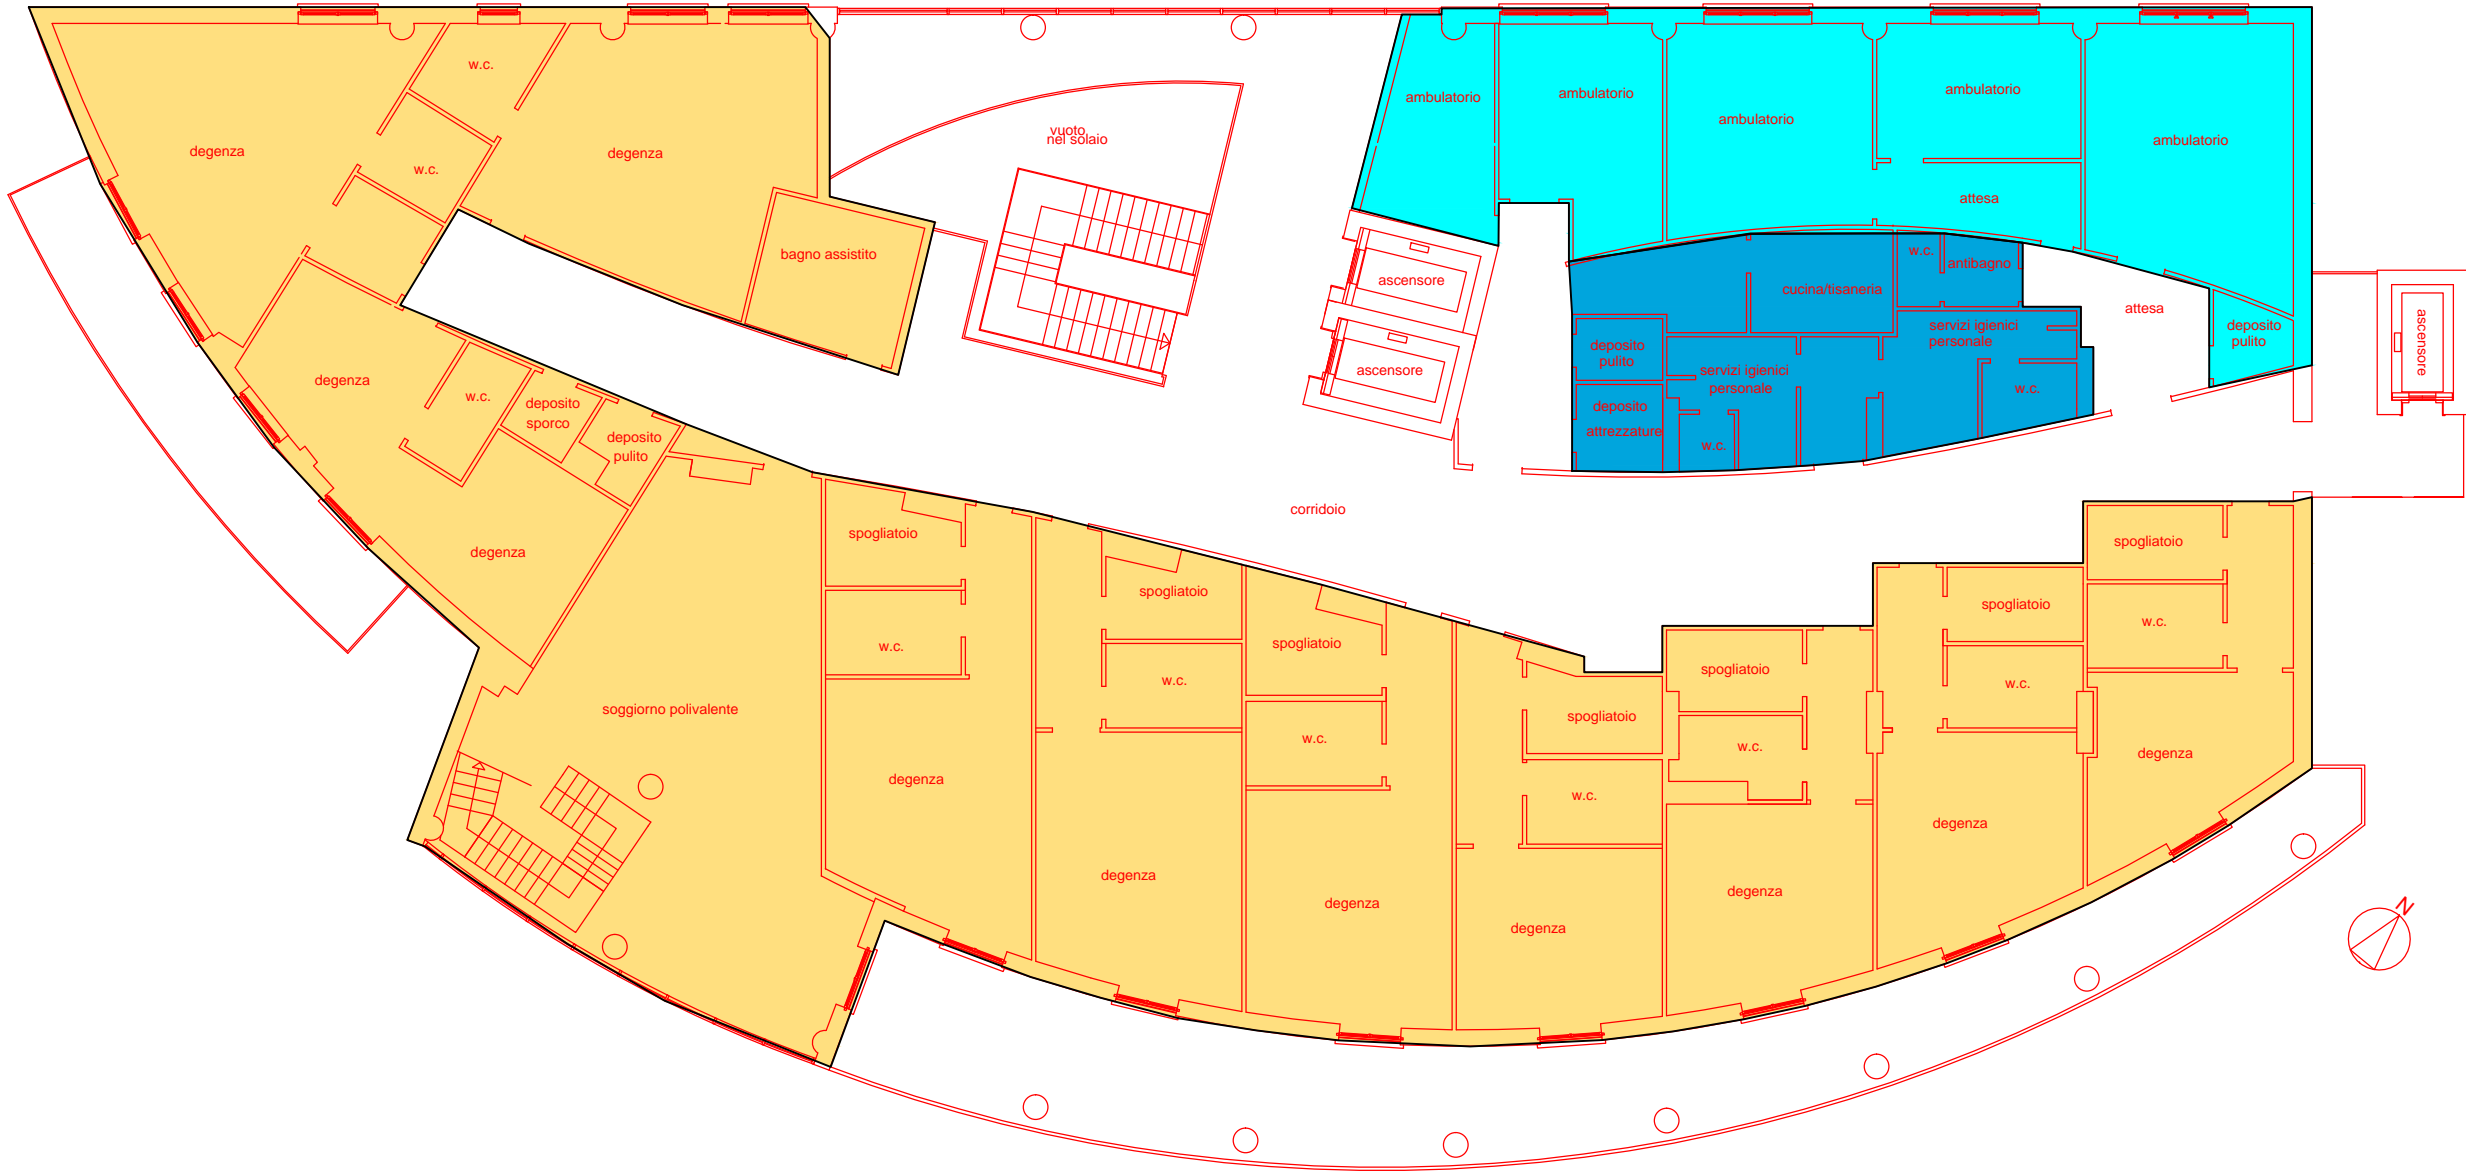 w.c.
degenza
degenza
w.c.
bagno assistito
vuoto
nel solaio
ambulatorio
ambulatorio
ambulatorio
ambulatorio
ambulatorio
attesa
ascensore
ascensore
w.c.
antibagno
cucina/tisaneria
attesa
servizi igienici
personale
deposito
pulito
ascensore
deposito
pulito
servizi igienici
personale
w.c.
deposito
attrezzature
w.c.
degenza
w.c.
deposito
sporco
deposito
pulito
degenza
corridoio
spogliatoio
spogliatoio
spogliatoio
spogliatoio
spogliatoio
spogliatoio
spogliatoio
w.c.
w.c.
w.c.
w.c.
w.c.
w.c.
w.c.
soggiorno polivalente
degenza
degenza
degenza
degenza
degenza
degenza
degenza
N